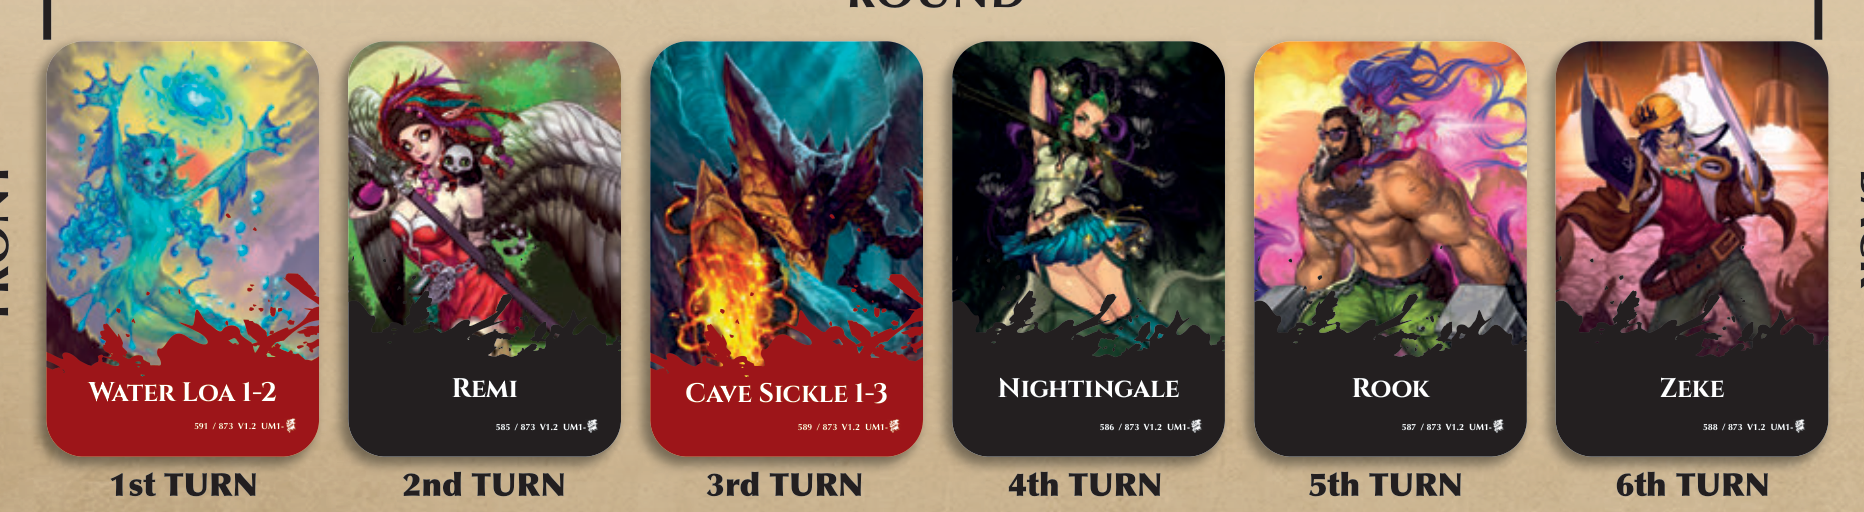 ROUND
FRONT
BACK
WATER LOA 1-2
591 / 873 V1.2 UM1-
REMI
585 / 873 V1.2 UM1-
CAVE SICKLE 1-3
589 / 873 V1.2 UM1-
NIGHTINGALE
586 / 873 V1.2 UM1-
ROOK
587 / 873 V1.2 UM1-
ZEKE
588 / 873 V1.2 UM1-
1st TURN
2nd TURN
3rd TURN
4th TURN
5th TURN
6th TURN